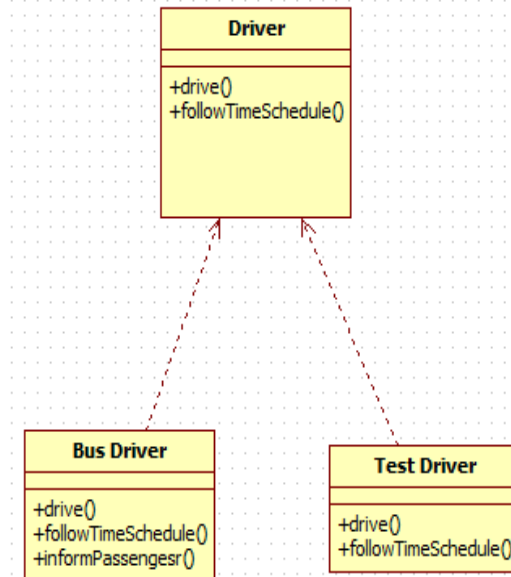 Driver
+drive()
+followTimeSchedule()
Bus Driver
+drive()
+followTimeSchedule()
+informPassengesr()
Test Driver
+drive()
+followTimeSchedule()